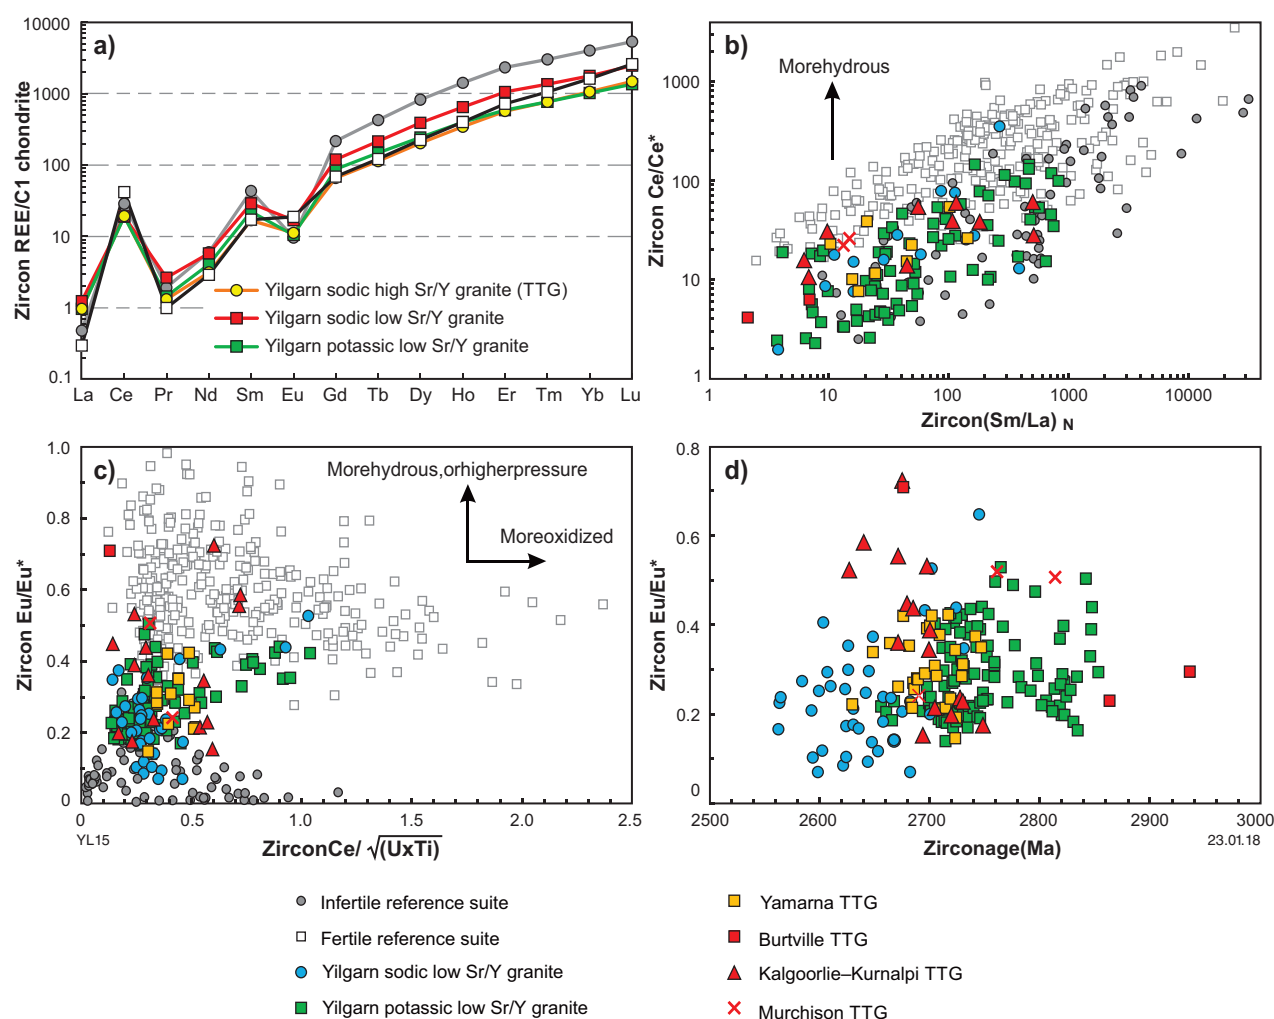 a)
Zircon REE/C1 chondrite
10000
1000
100
10
1
0.1
La Ce Pr Nd Sm Eu Gd Tb Dy Ho Er Tm Yb Lu
Yilgarn sodic high Sr/Y granite (TTG)
Yilgarn sodic low Sr/Y granite
Yilgarn potassic low Sr/Y granite
b)
Morehydrous
Zircon Ce/Ce*
1000
100
10
1
1 10 100 1000 10000
Zircon(Sm/La) N
c)
Morehydrous,orhigherpressure
Moreoxidized
Zircon Eu/Eu*
1.0
0.8
0.6
0.4
0.2
0
0 0.5 1.0 1.5 2.0 2.5
YL15
ZirconCe/ √(UxTi)
d)
Zircon Eu/Eu*
0.8
0.6
0.4
0.2
0
2500 2600 2700 2800 2900 3000
Zirconage(Ma)
23.01.18
Infertile reference suite
Fertile reference suite
Yilgarn sodic low Sr/Y granite
Yilgarn potassic low Sr/Y granite
Yamarna TTG
Burtville TTG
Kalgoorlie–Kurnalpi TTG
Murchison TTG